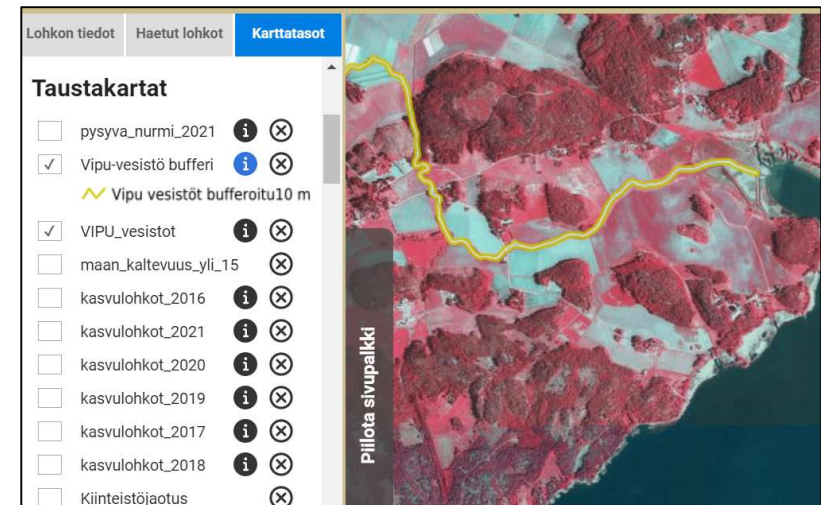 Lohkon tiedot Haetut lohkot Karttatasot
Taustakartat
pysyva_nurmi_2021
Vipu-vesistö bufferi
Vipu vesistöt bufferoitu10 m
VIPU_vesistot
maan_kaltevuus_yli_15
kasvulohkot_2016
kasvulohkot_2021
kasvulohkot_2020
kasvulohkot_2019
kasvulohkot_2017
kasvulohkot_2018
Kiinteistöjaotus
Piilota sivupalkki